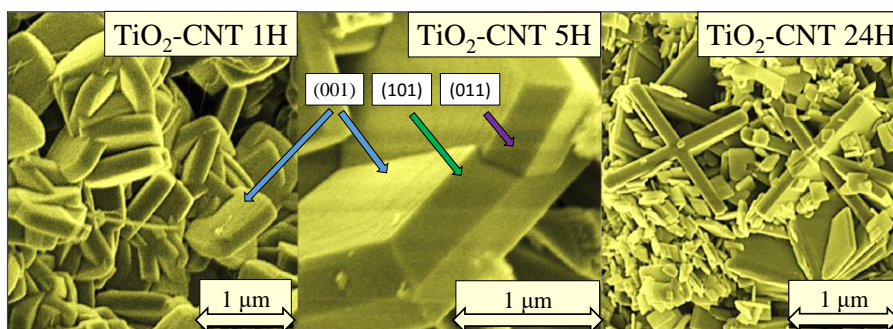 TiO₂-CNT 1H
TiO₂-CNT 5H
TiO₂-CNT 24H
(001)
(101)
(011)
1 μm
1 μm
1 μm